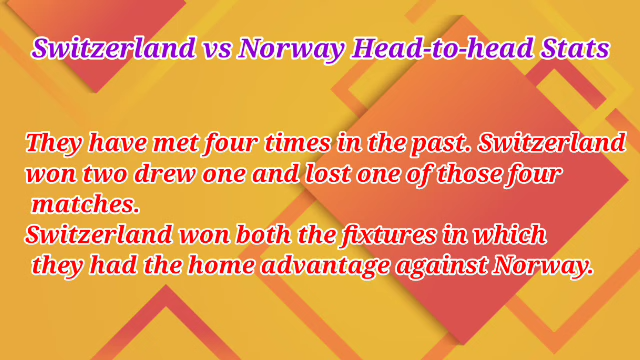 Switzerland vs Norway Head-to-head Stats
They have met four times in the past. Switzerland
won two drew one and lost one of those four
matches.
Switzerland won both the fixtures in which
they had the home advantage against Norway.